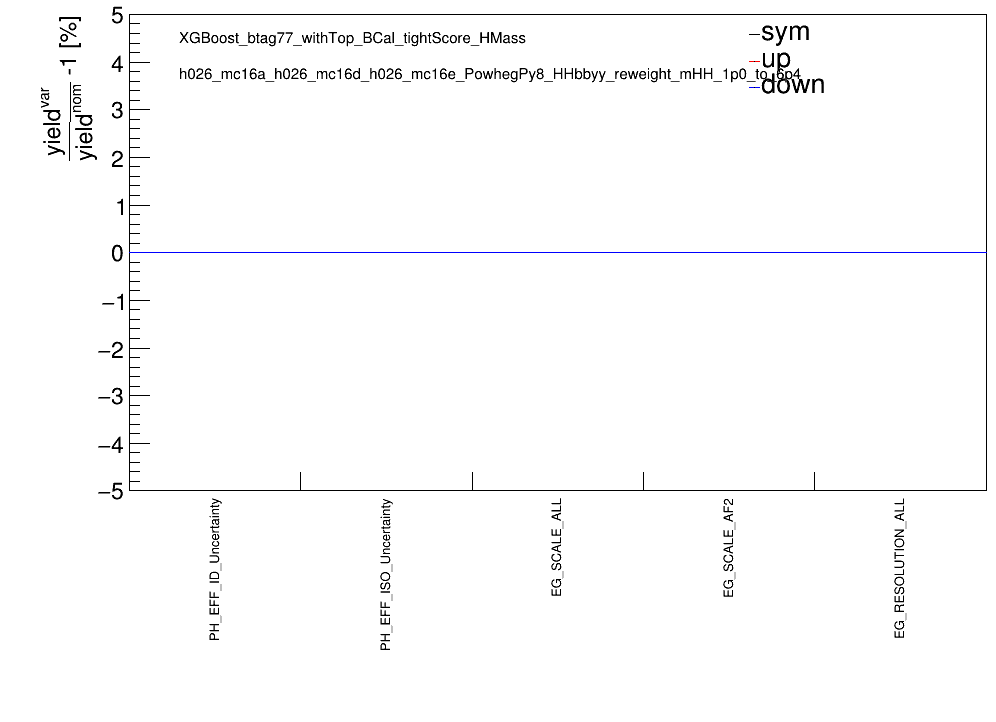 yield^var / yield^nom -1 [%]
5
4
3
2
1
0
−1
−2
−3
−4
−5
XGBoost_btag77_withTop_BCal_tightScore_HMass
h026_mc16a_h026_mc16d_h026_mc16e_PowhegPy8_HHbbyy_reweight_mHH_1p0_to_6p4
sym
up
down
PH_EFF_ID_Uncertainty
PH_EFF_ISO_Uncertainty
EG_SCALE_ALL
EG_SCALE_AF2
EG_RESOLUTION_ALL